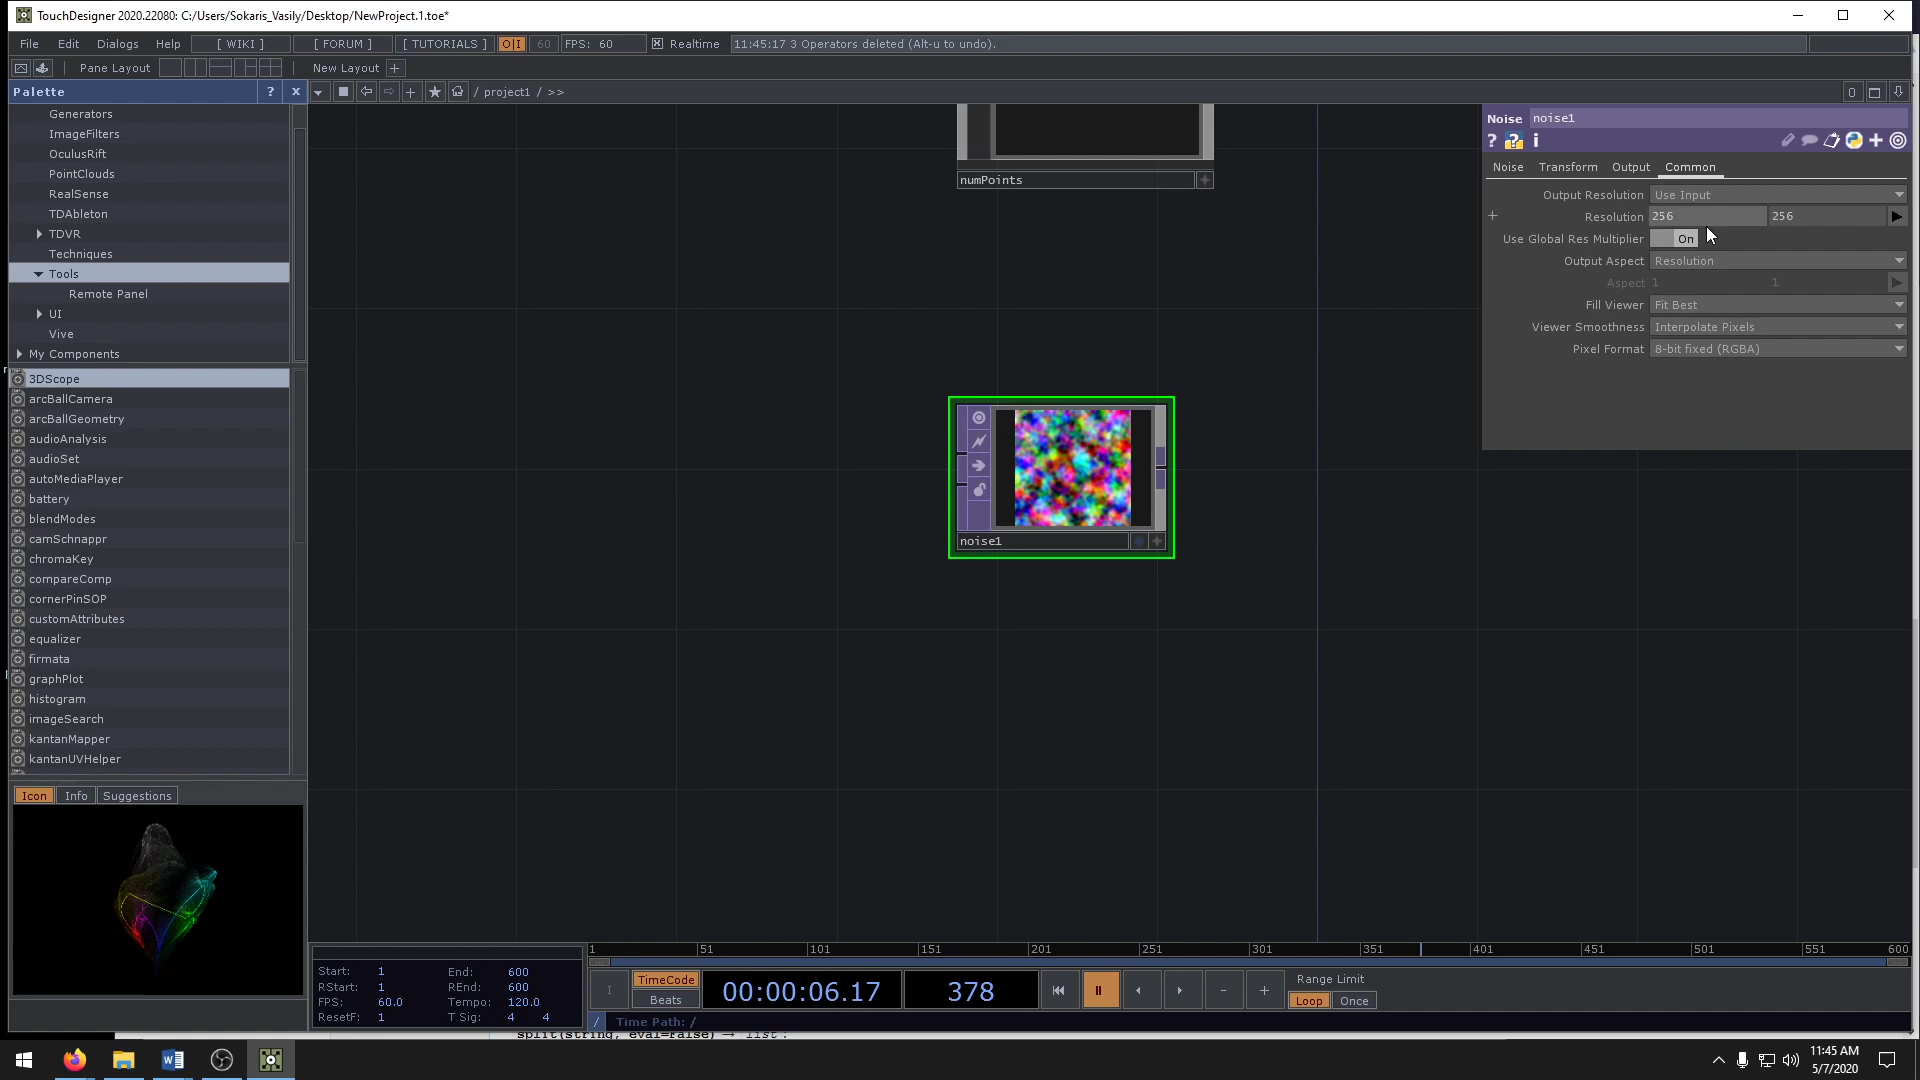 TouchDesigner 2020.22080: C:/Users/Sokaris_Vasily/Desktop/NewProject.1.toe*
File Edit Dialogs Help [ WIKI ] [ FORUM ] [ TUTORIALS ] O|I 60 FPS: 60 Realtime 11:45:17 3 Operators deleted (Alt-u to undo).
Pane Layout New Layout +
Palette ? x / project1 / >> 0
Generators
ImageFilters
OculusRift
PointClouds
RealSense
TDAbleton
TDVR
Techniques
Tools
Remote Panel
UI
Vive
My Components
3DScope
arcBallCamera
arcBallGeometry
audioAnalysis
audioSet
autoMediaPlayer
battery
blendModes
camSchnappr
chromaKey
compareComp
cornerPinSOP
customAttributes
equalizer
firmata
graphPlot
histogram
imageSearch
kantanMapper
kantanUVHelper
Icon Info Suggestions
numPoints
noise1
Noise noise1
? ? i
Noise Transform Output Common
Output Resolution Use Input
+ Resolution 256 256
Use Global Res Multiplier On
Output Aspect Resolution
Aspect 1 1
Fill Viewer Fit Best
Viewer Smoothness Interpolate Pixels
Pixel Format 8-bit fixed (RGBA)
1 51 101 151 201 251 301 351 401 451 501 551 600
Start: 1 End: 600
RStart: 1 REnd: 600
FPS: 60.0 Tempo: 120.0
ResetF: 1 T Sig: 4 4
I TimeCode 00:00:06.17 378 - + Range Limit
Beats Loop Once
/ Time Path: /
split(string, eval=False) → list:
11:45 AM
5/7/2020